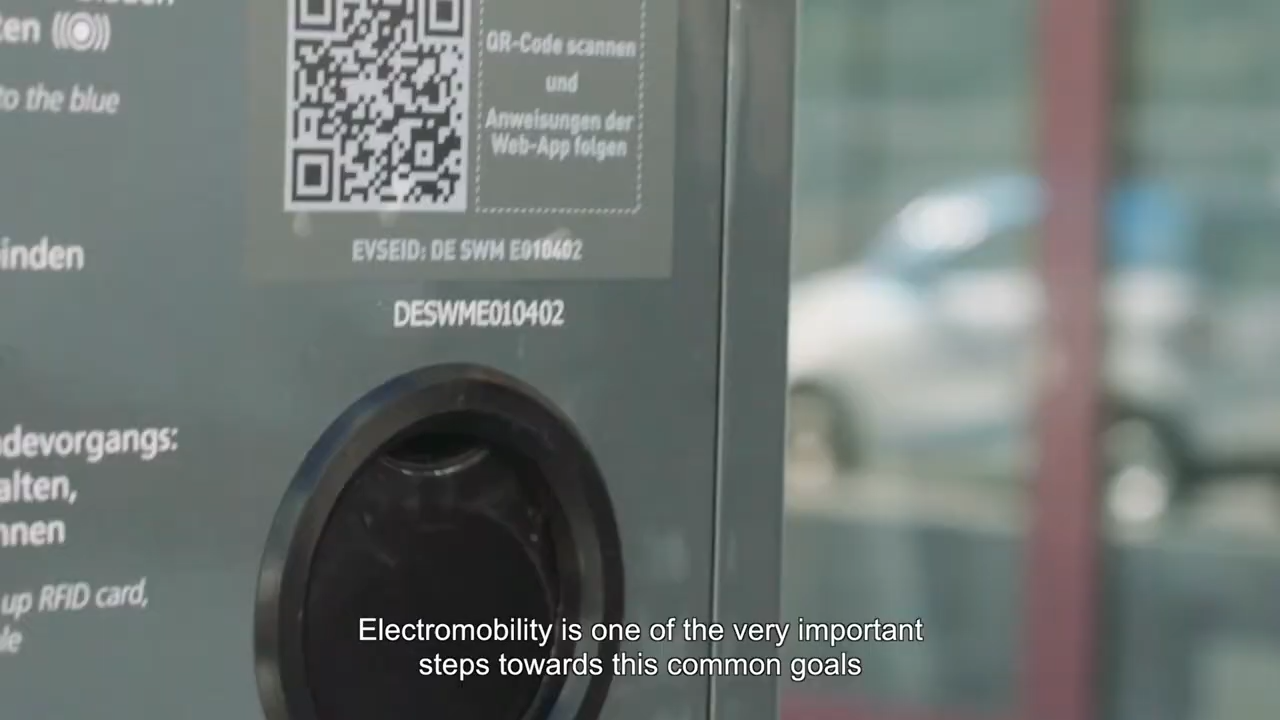 ten
to the blue
QR-Code scannen
und
Anweisungen der
Web-App folgen
inden
EVSEID: DE SWM E010402
DESWME010402
devorgangs:
alten,
nnen
up RFID card,
le
Electromobility is one of the very important
steps towards this common goals